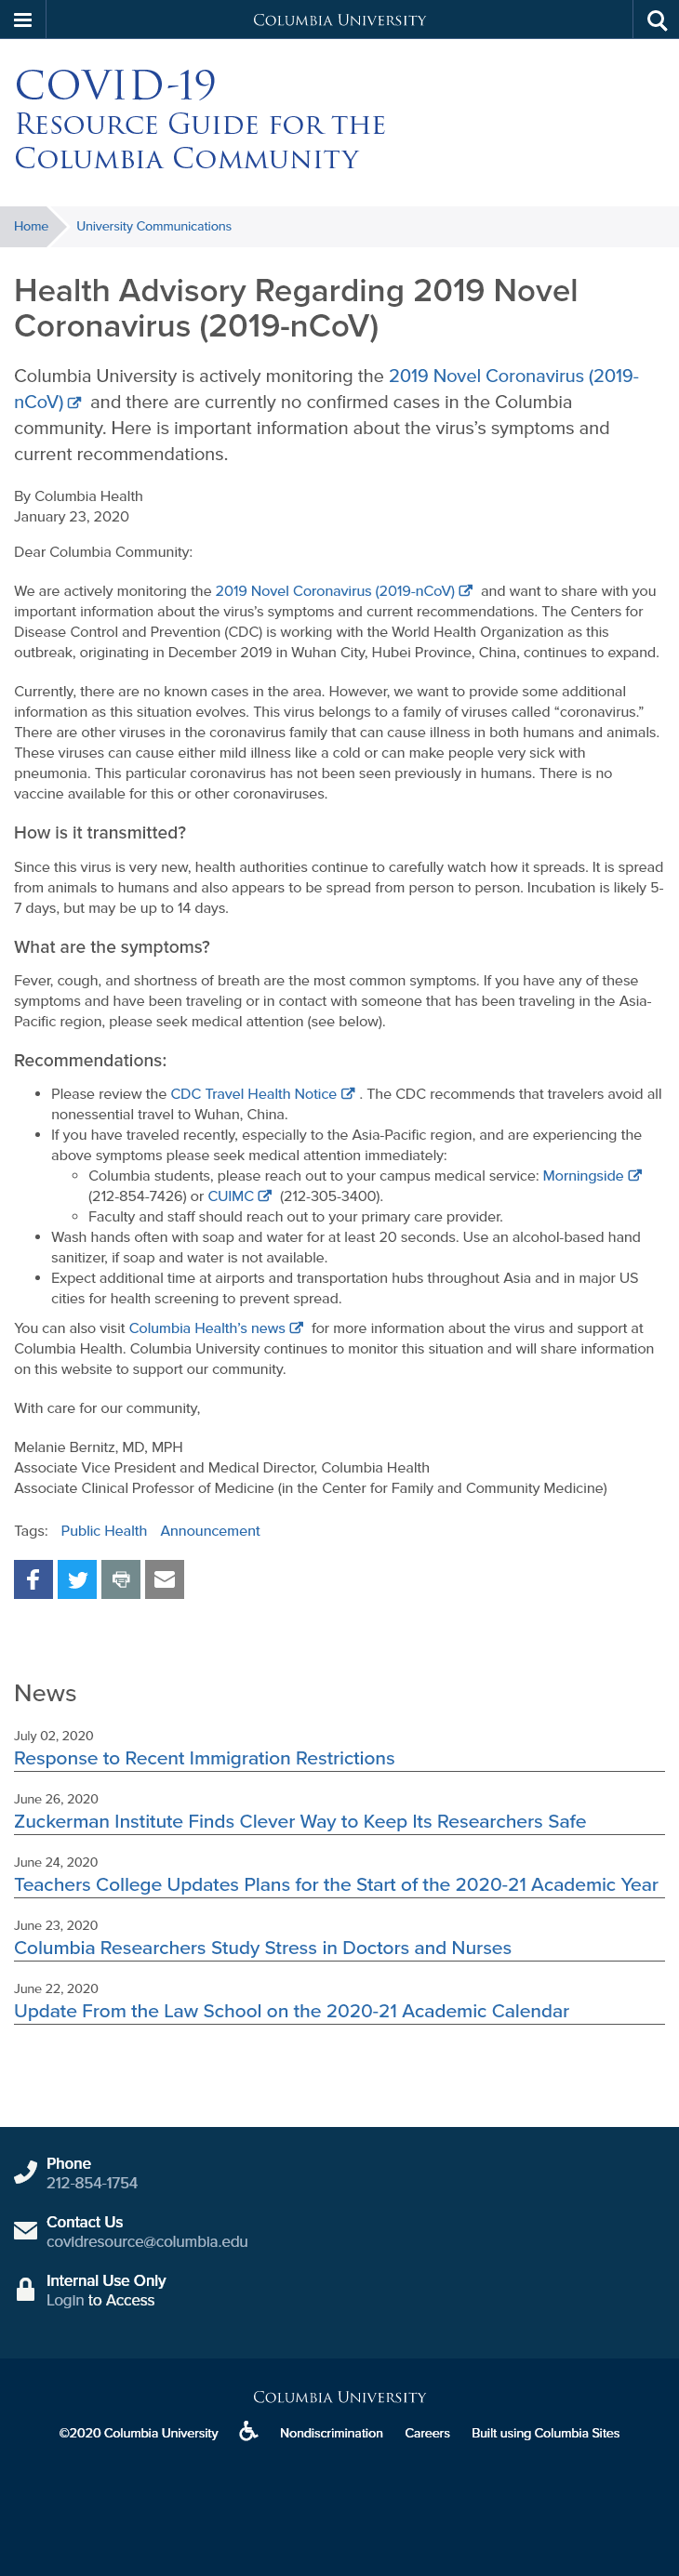 Columbia University
COVID-19
Resource Guide for the
Columbia Community
Home University Communications
Health Advisory Regarding 2019 Novel
Coronavirus (2019-nCoV)
Columbia University is actively monitoring the 2019 Novel Coronavirus (2019-
nCoV) and there are currently no confirmed cases in the Columbia
community. Here is important information about the virus’s symptoms and
current recommendations.
By Columbia Health
January 23, 2020
Dear Columbia Community:
We are actively monitoring the 2019 Novel Coronavirus (2019-nCoV) and want to share with you
important information about the virus’s symptoms and current recommendations. The Centers for
Disease Control and Prevention (CDC) is working with the World Health Organization as this
outbreak, originating in December 2019 in Wuhan City, Hubei Province, China, continues to expand.
Currently, there are no known cases in the area. However, we want to provide some additional
information as this situation evolves. This virus belongs to a family of viruses called “coronavirus.”
There are other viruses in the coronavirus family that can cause illness in both humans and animals.
These viruses can cause either mild illness like a cold or can make people very sick with
pneumonia. This particular coronavirus has not been seen previously in humans. There is no
vaccine available for this or other coronaviruses.
How is it transmitted?
Since this virus is very new, health authorities continue to carefully watch how it spreads. It is spread
from animals to humans and also appears to be spread from person to person. Incubation is likely 5-
7 days, but may be up to 14 days.
What are the symptoms?
Fever, cough, and shortness of breath are the most common symptoms. If you have any of these
symptoms and have been traveling or in contact with someone that has been traveling in the Asia-
Pacific region, please seek medical attention (see below).
Recommendations:
• Please review the CDC Travel Health Notice . The CDC recommends that travelers avoid all
nonessential travel to Wuhan, China.
• If you have traveled recently, especially to the Asia-Pacific region, and are experiencing the
above symptoms please seek medical attention immediately:
◦ Columbia students, please reach out to your campus medical service: Morningside
(212-854-7426) or CUIMC (212-305-3400).
◦ Faculty and staff should reach out to your primary care provider.
• Wash hands often with soap and water for at least 20 seconds. Use an alcohol-based hand
sanitizer, if soap and water is not available.
• Expect additional time at airports and transportation hubs throughout Asia and in major US
cities for health screening to prevent spread.
You can also visit Columbia Health’s news for more information about the virus and support at
Columbia Health. Columbia University continues to monitor this situation and will share information
on this website to support our community.
With care for our community,
Melanie Bernitz, MD, MPH
Associate Vice President and Medical Director, Columbia Health
Associate Clinical Professor of Medicine (in the Center for Family and Community Medicine)
Tags: Public Health Announcement
News
July 02, 2020
Response to Recent Immigration Restrictions
June 26, 2020
Zuckerman Institute Finds Clever Way to Keep Its Researchers Safe
June 24, 2020
Teachers College Updates Plans for the Start of the 2020-21 Academic Year
June 23, 2020
Columbia Researchers Study Stress in Doctors and Nurses
June 22, 2020
Update From the Law School on the 2020-21 Academic Calendar
Phone
212-854-1754
Contact Us
covidresource@columbia.edu
Internal Use Only
Login to Access
Columbia University
©2020 Columbia University Nondiscrimination Careers Built using Columbia Sites